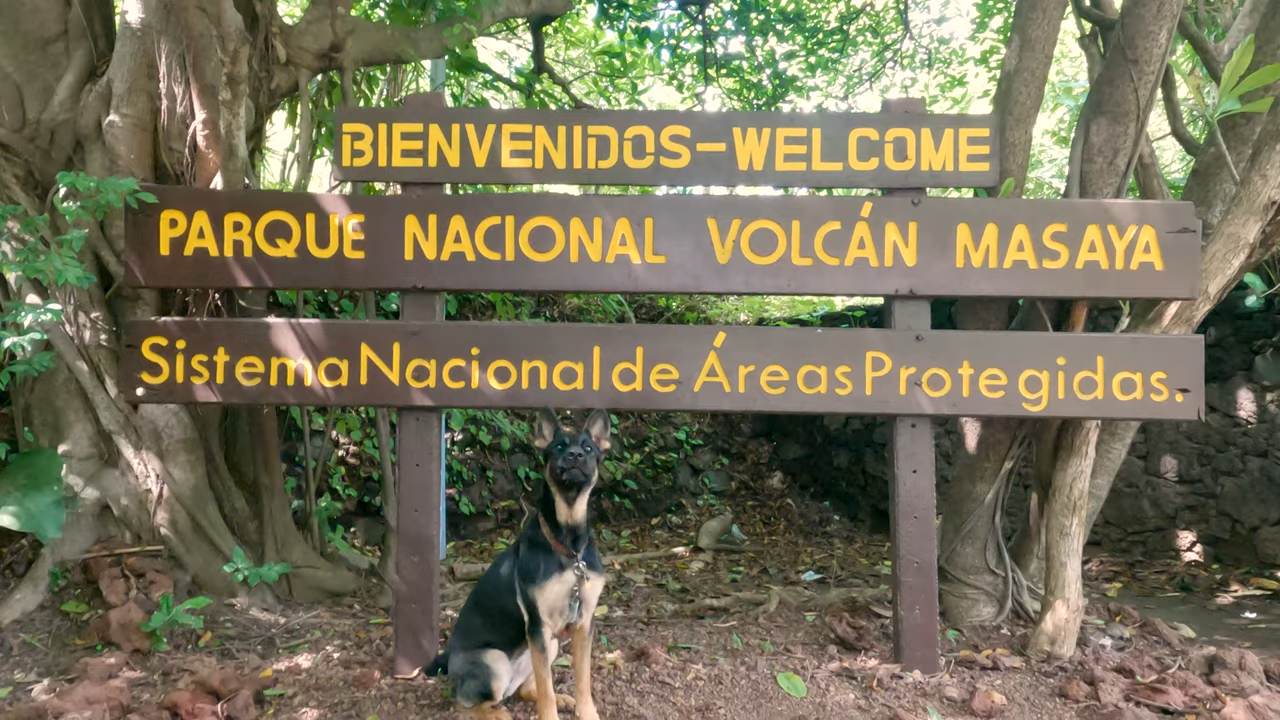 BIENVENIDOS-WELCOME
PARQUE NACIONAL VOLCÁN MASAYA
Sistema Nacional de Áreas Protegidas.